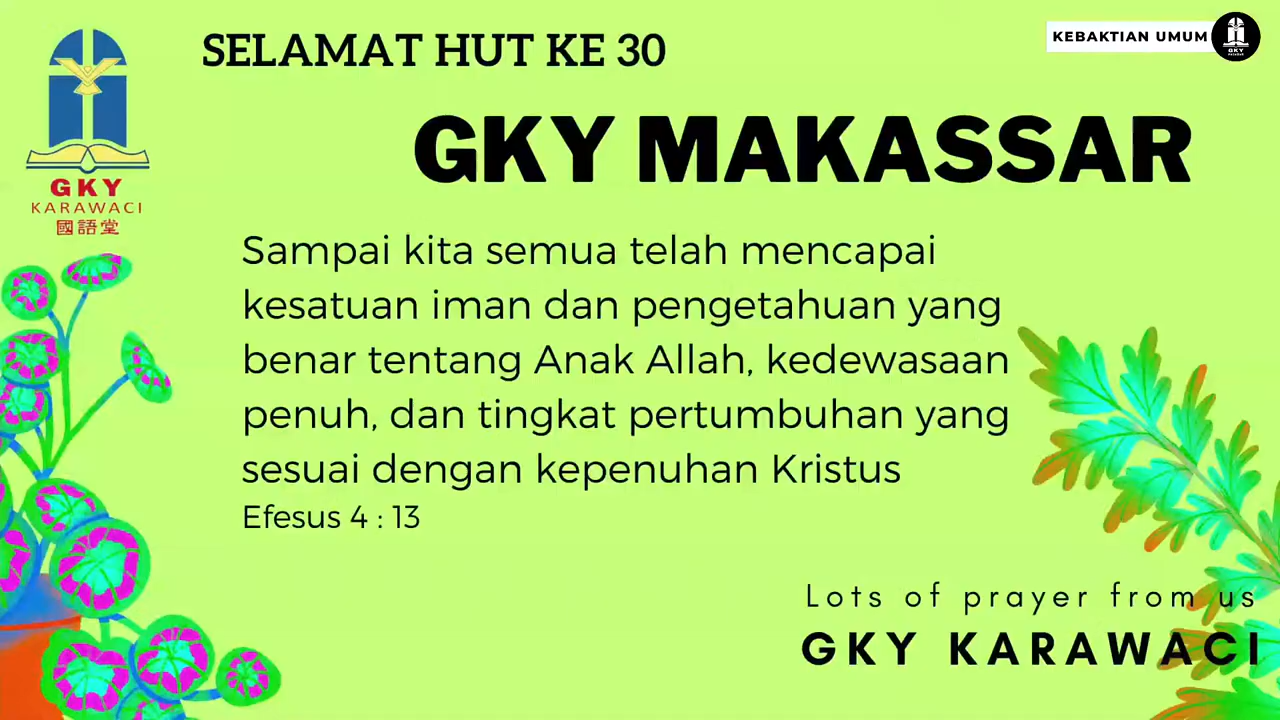 SELAMAT HUT KE 30
KEBAKTIAN UMUM
GKY
GKY MAKASSAR
GKY
KARAWACI
國語堂
Sampai kita semua telah mencapai
kesatuan iman dan pengetahuan yang
benar tentang Anak Allah, kedewasaan
penuh, dan tingkat pertumbuhan yang
sesuai dengan kepenuhan Kristus
Efesus 4 : 13
Lots of prayer from us
GKY KARAWACI